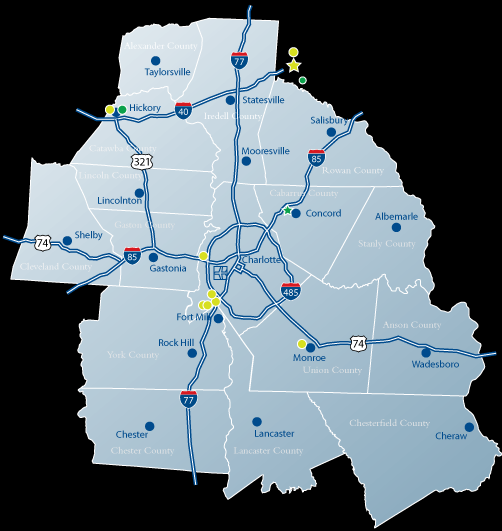 Alexander County
Taylorsville
77
Hickory
40
Statesville
Iredell County
Salisbury
Catawba County
321
Mooresville
85
Rowan County
Lincoln County
Lincolnton
Cabarrus County
Concord
Albemarle
Gaston County
Stanly County
74
Shelby
Cleveland County
85
Gastonia
Charlotte
485
Fort Mill
Anson County
Rock Hill
York County
Monroe
74
Union County
Wadesboro
77
Chester
Chester County
Lancaster
Lancaster County
Chesterfield County
Cheraw